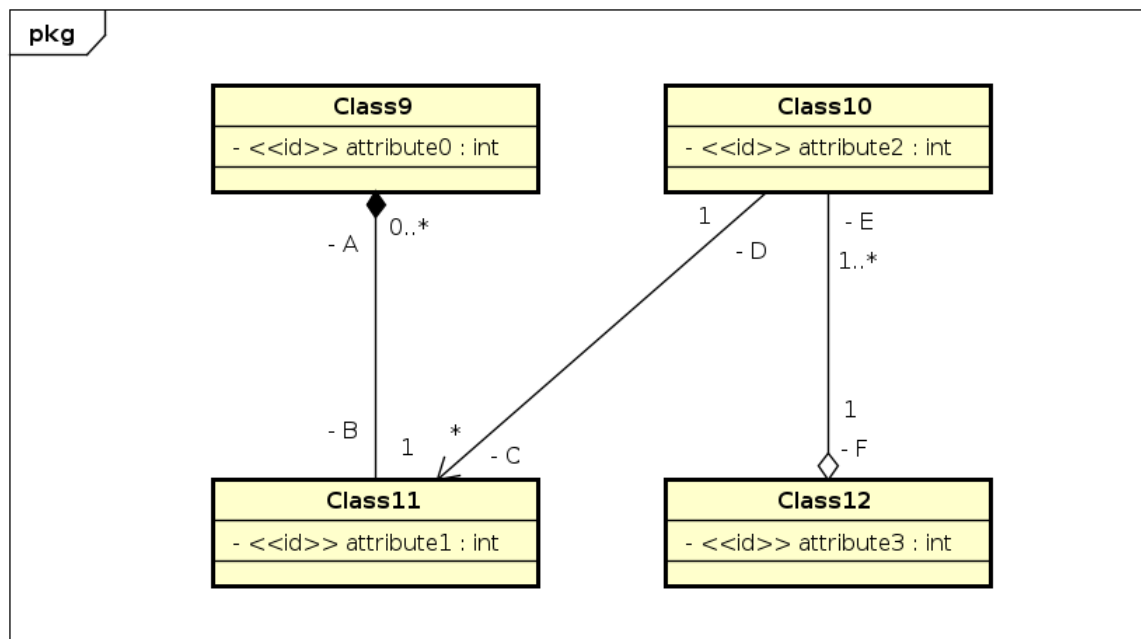 pkg
Class9
- <<id>> attribute0 : int
Class10
- <<id>> attribute2 : int
- A
0..*
1
- D
- E
1..*
- B
1
*
- C
1
- F
Class11
- <<id>> attribute1 : int
Class12
- <<id>> attribute3 : int